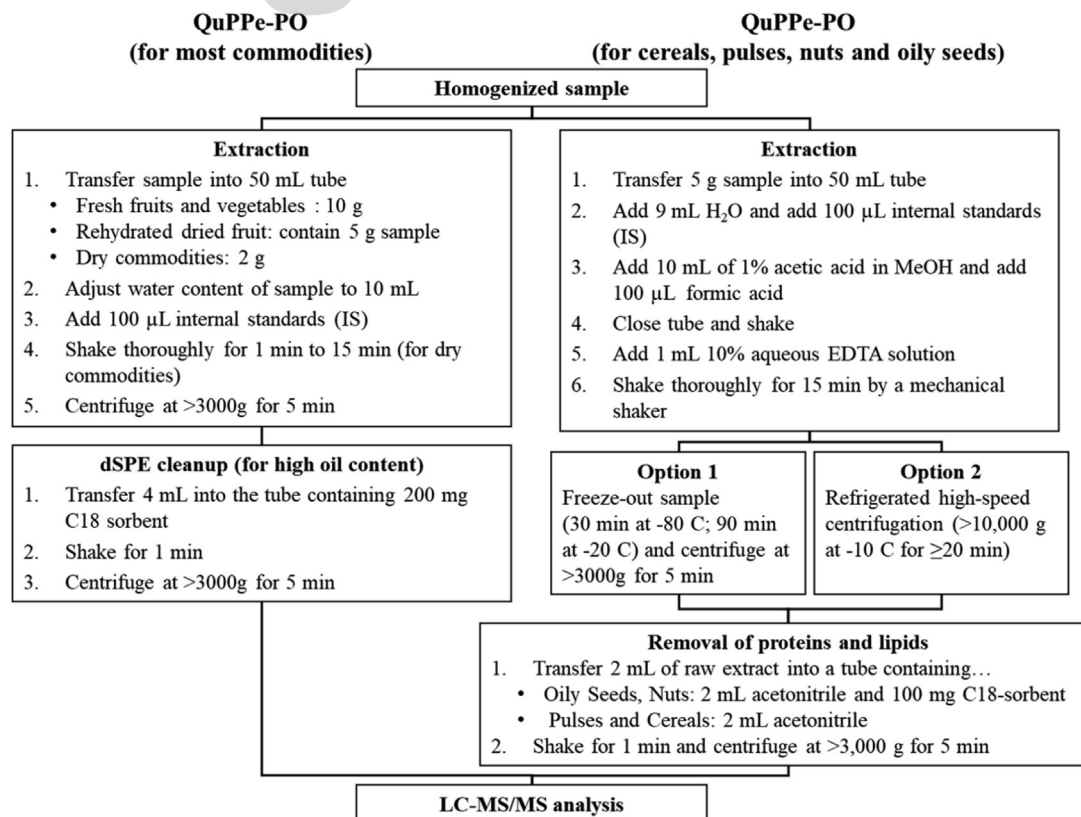 QuPPe-PO
(for most commodities)
QuPPe-PO
(for cereals, pulses, nuts and oily seeds)
Homogenized sample
Extraction
1. Transfer sample into 50 mL tube
• Fresh fruits and vegetables : 10 g
• Rehydrated dried fruit: contain 5 g sample
• Dry commodities: 2 g
2. Adjust water content of sample to 10 mL
3. Add 100 µL internal standards (IS)
4. Shake thoroughly for 1 min to 15 min (for dry
commodities)
5. Centrifuge at >3000g for 5 min
dSPE cleanup (for high oil content)
1. Transfer 4 mL into the tube containing 200 mg
C18 sorbent
2. Shake for 1 min
3. Centrifuge at >3000g for 5 min
Extraction
1. Transfer 5 g sample into 50 mL tube
2. Add 9 mL H₂O and add 100 µL internal standards
(IS)
3. Add 10 mL of 1% acetic acid in MeOH and add
100 µL formic acid
4. Close tube and shake
5. Add 1 mL 10% aqueous EDTA solution
6. Shake thoroughly for 15 min by a mechanical
shaker
Option 1
Freeze-out sample
(30 min at -80 C; 90 min
at -20 C) and centrifuge at
>3000g for 5 min
Option 2
Refrigerated high-speed
centrifugation (>10,000 g
at -10 C for ≥20 min)
Removal of proteins and lipids
1. Transfer 2 mL of raw extract into a tube containing…
• Oily Seeds, Nuts: 2 mL acetonitrile and 100 mg C18-sorbent
• Pulses and Cereals: 2 mL acetonitrile
2. Shake for 1 min and centrifuge at >3,000 g for 5 min
LC-MS/MS analysis